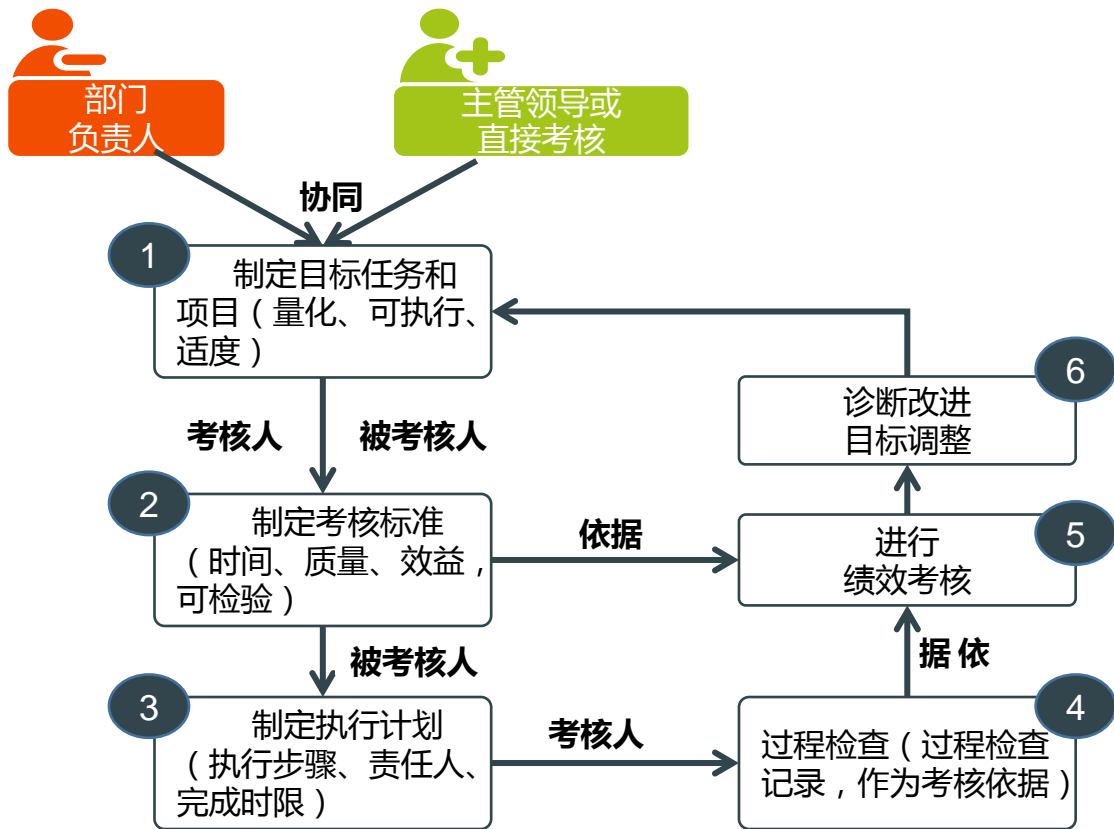 部门
负责人
主管领导或
直接考核
协同
1
制定目标任务和
项目（量化、可执行、
适度）
考核人
被考核人
2
制定考核标准
（时间、质量、效益，
可检验）
依据
被考核人
3
制定执行计划
（执行步骤、责任人、
完成时限）
考核人
4
过程检查（过程检查
记录，作为考核依据）
据 依
5
进行
绩效考核
6
诊断改进
目标调整